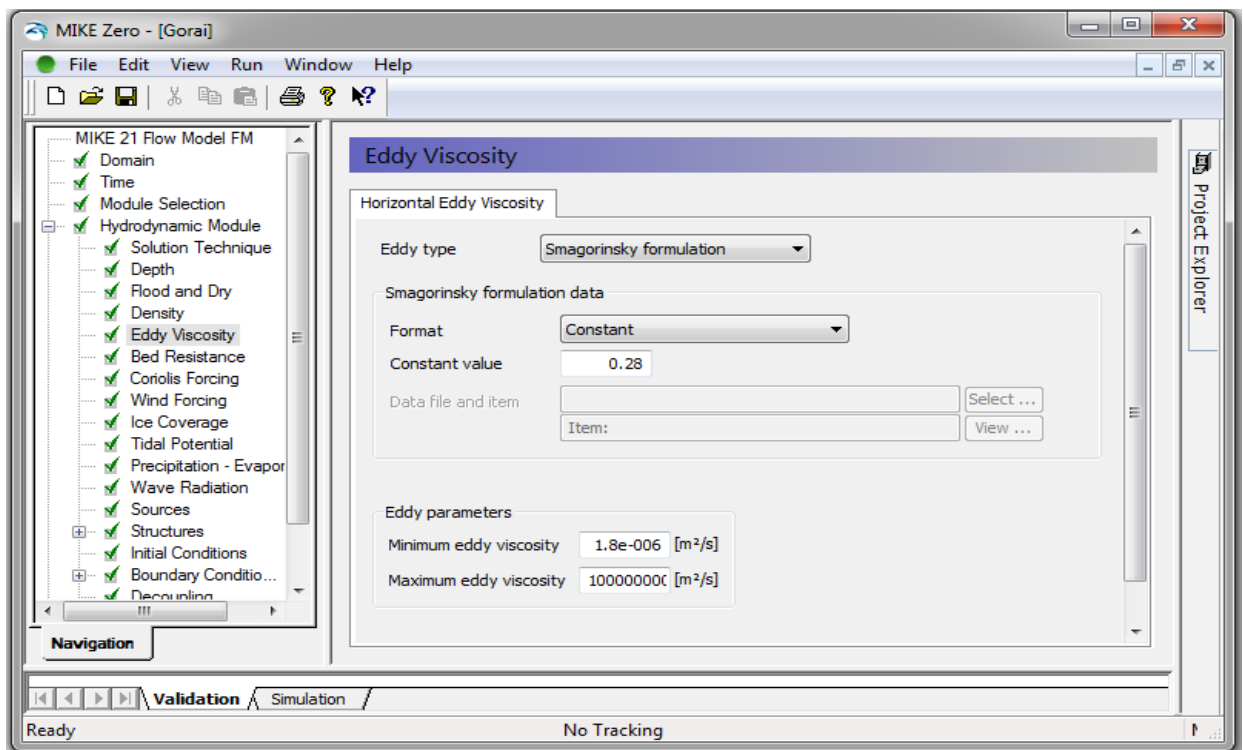 MIKE Zero - [Gorai]
File Edit View Run Window Help
MIKE 21 Flow Model FM
Domain
Time
Module Selection
Hydrodynamic Module
Solution Technique
Depth
Flood and Dry
Density
Eddy Viscosity
Bed Resistance
Coriolis Forcing
Wind Forcing
Ice Coverage
Tidal Potential
Precipitation - Evapor
Wave Radiation
Sources
Structures
Initial Conditions
Boundary Conditio...
Decoupling
Navigation
Eddy Viscosity
Horizontal Eddy Viscosity
Eddy type Smagorinsky formulation
Smagorinsky formulation data
Format Constant
Constant value 0.28
Data file and item Select ...
Item: View ...
Eddy parameters
Minimum eddy viscosity 1.8e-006 [m²/s]
Maximum eddy viscosity 100000000 [m²/s]
Project Explorer
Validation Simulation
Ready No Tracking